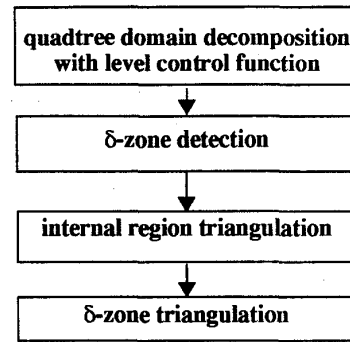 quadtree domain decomposition
with level control function
δ-zone detection
internal region triangulation
δ-zone triangulation